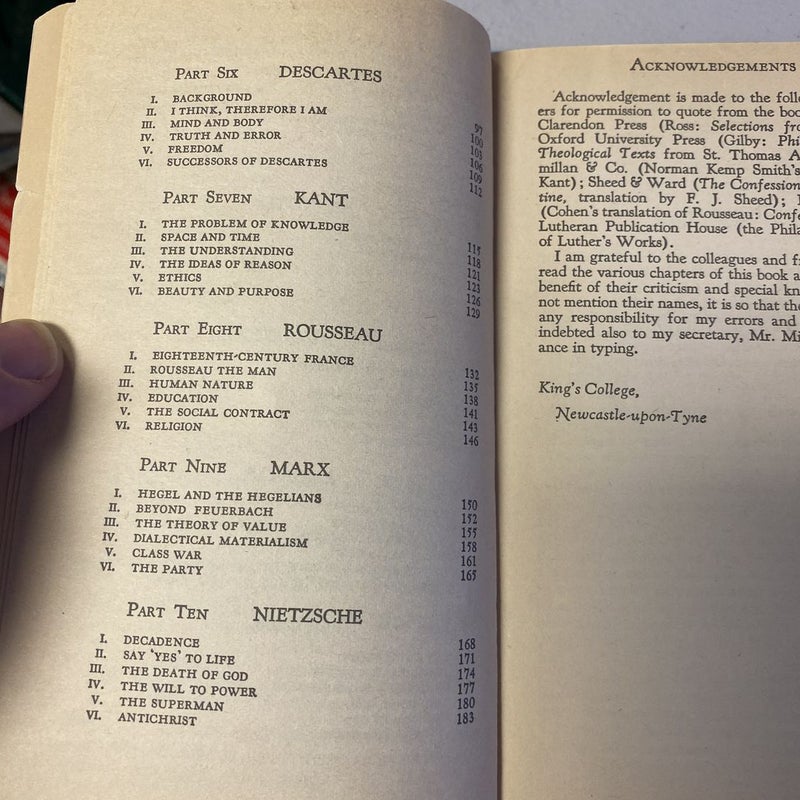 Part Six DESCARTES
I. BACKGROUND 97
II. I THINK, THEREFORE I AM 100
III. MIND AND BODY 103
IV. TRUTH AND ERROR 106
V. FREEDOM 109
VI. SUCCESSORS OF DESCARTES 112
Part Seven KANT
I. THE PROBLEM OF KNOWLEDGE 115
II. SPACE AND TIME 118
III. THE UNDERSTANDING 121
IV. THE IDEAS OF REASON 123
V. ETHICS 126
VI. BEAUTY AND PURPOSE 129
Part Eight ROUSSEAU
I. EIGHTEENTH-CENTURY FRANCE 132
II. ROUSSEAU THE MAN 135
III. HUMAN NATURE 138
IV. EDUCATION 141
V. THE SOCIAL CONTRACT 143
VI. RELIGION 146
Part Nine MARX
I. HEGEL AND THE HEGELIANS 150
II. BEYOND FEUERBACH 152
III. THE THEORY OF VALUE 155
IV. DIALECTICAL MATERIALISM 158
V. CLASS WAR 161
VI. THE PARTY 165
Part Ten NIETZSCHE
I. DECADENCE 168
II. SAY 'YES' TO LIFE 171
III. THE DEATH OF GOD 174
IV. THE WILL TO POWER 177
V. THE SUPERMAN 180
VI. ANTICHRIST 183
Acknowledgements
Acknowledgement is made to the follo
ers for permission to quote from the boo
Clarendon Press (Ross: Selections fro
Oxford University Press (Gilby: Phi
Theological Texts from St. Thomas A
millan & Co. (Norman Kemp Smith's
Kant); Sheed & Ward (The Confession
tine, translation by F. J. Sheed);
(Cohen's translation of Rousseau: Confe
Lutheran Publication House (the Phila
of Luther's Works).
I am grateful to the colleagues and f
read the various chapters of this book a
benefit of their criticism and special kn
not mention their names, it is so that the
any responsibility for my errors and
indebted also to my secretary, Mr. Mi
ance in typing.
King's College,
Newcastle-upon-Tyne